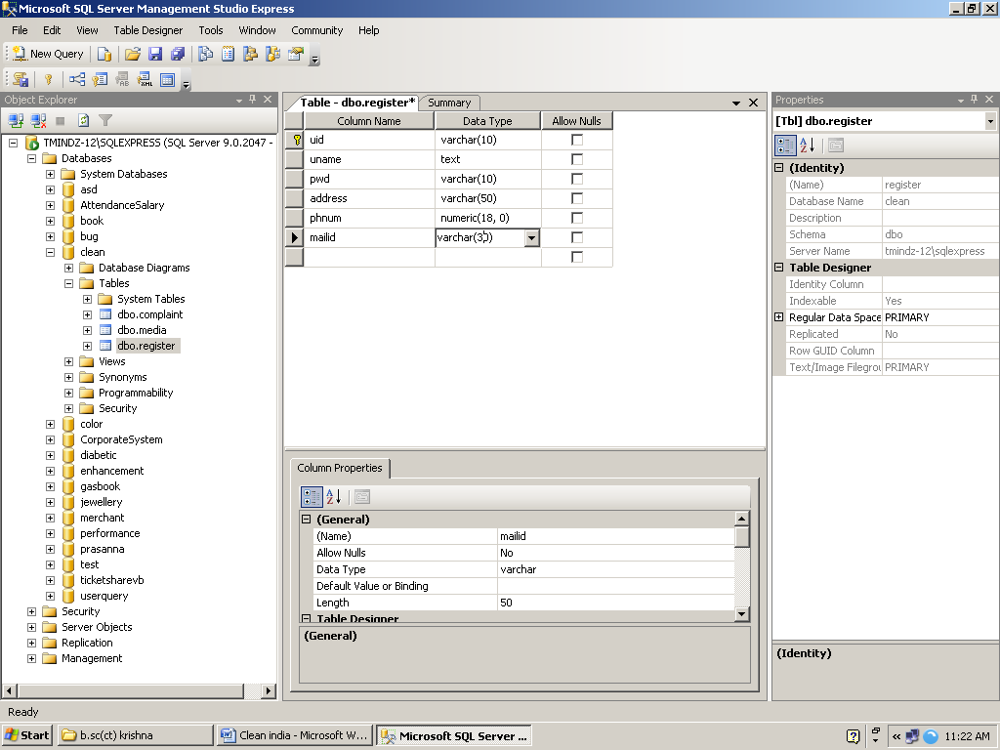 Microsoft SQL Server Management Studio Express
File Edit View Table Designer Tools Window Community Help
New Query
Object Explorer
TMINDZ-12\SQLEXPRESS (SQL Server 9.0.2047 -
Databases
System Databases
asd
AttendanceSalary
book
bug
clean
Database Diagrams
Tables
System Tables
dbo.complaint
dbo.media
dbo.register
Views
Synonyms
Programmability
Security
color
CorporateSystem
diabetic
enhancement
gasbook
jewellery
merchant
performance
prasanna
test
ticketsharevb
userquery
Security
Server Objects
Replication
Management
Table - dbo.register* Summary
Column Name Data Type Allow Nulls
uid varchar(10)
uname text
pwd varchar(10)
address varchar(50)
phnum numeric(18, 0)
mailid varchar(30)
Column Properties
(General)
(Name) mailid
Allow Nulls No
Data Type varchar
Default Value or Binding
Length 50
Table Designer
(General)
Properties
[Tbl] dbo.register
(Identity)
(Name) register
Database Name clean
Description
Schema dbo
Server Name tmindz-12\sqlexpress
Table Designer
Identity Column
Indexable Yes
Regular Data Space PRIMARY
Replicated No
Row GUID Column
Text/Image Filegrou PRIMARY
(Identity)
Ready
Start b.sc(ct) krishna Clean india - Microsoft W... Microsoft SQL Server ... 11:22 AM